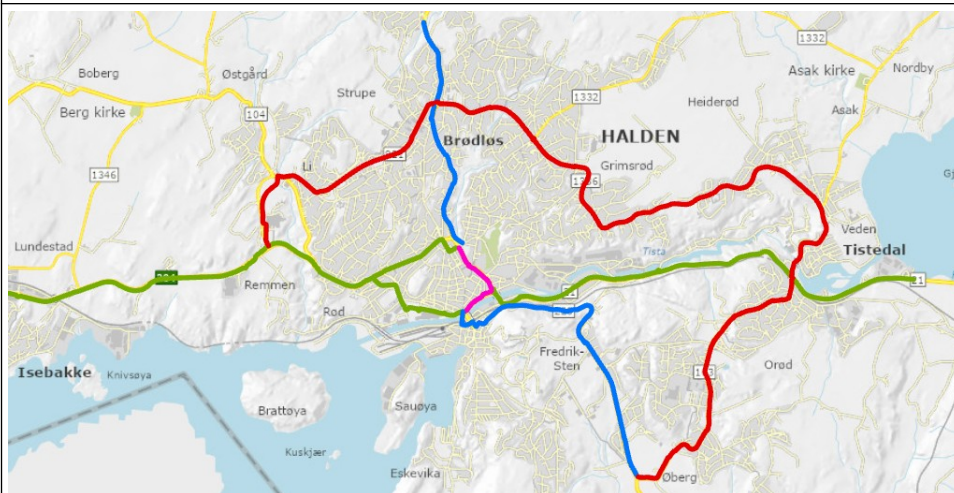 1332
Nordby
Boberg
Østgård
Asak kirke
Strupe
1332
Heiderød
Berg kirke
104
Asak
HALDEN
Brødløs
Li
Grimsrød
1346
Veden
Lundestad
Tista
Tistedal
Remmen
21
Rød
Fredrik-
Sten
Orød
Isebakke
Knivsøya
Brattøya
Sauøya
Kuskjær
Eskevika
Øberg